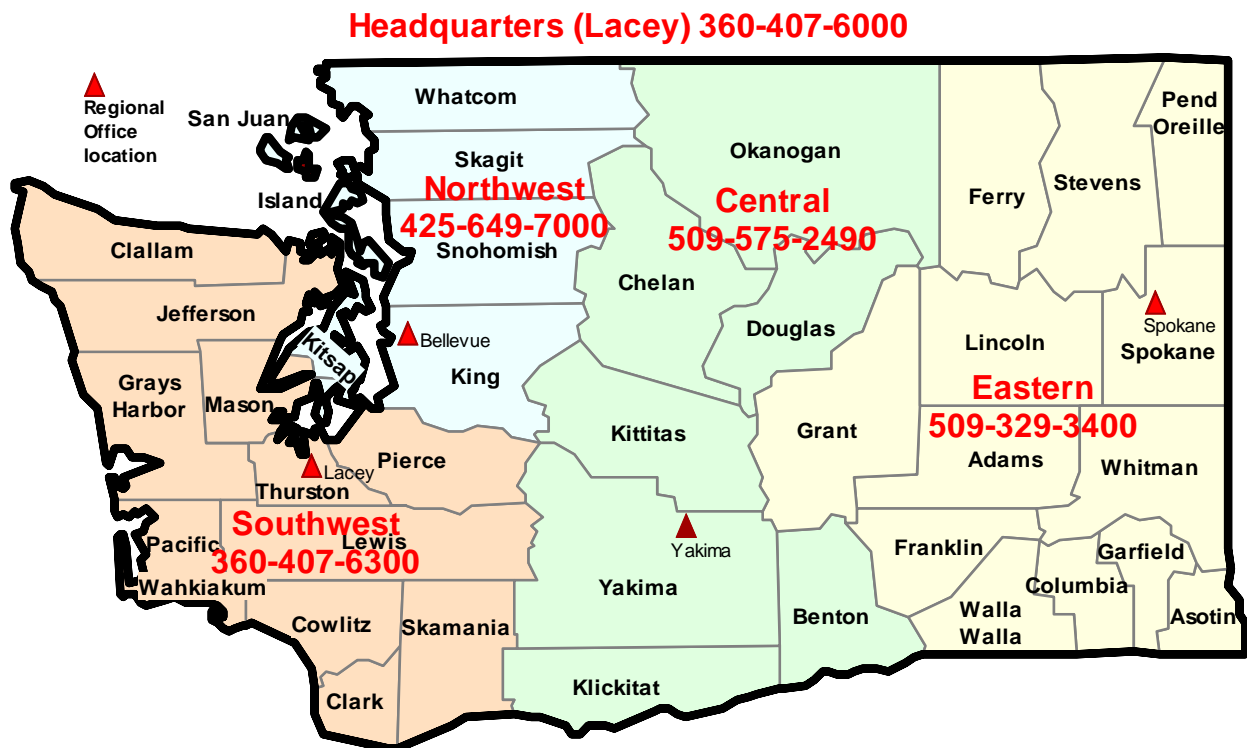 Headquarters (Lacey) 360-407-6000
Regional
Office
location
San Juan
Island
Whatcom
Skagit
Northwest
425-649-7000
Snohomish
Bellevue
King
Kitsap
Okanogan
Central
509-575-2490
Chelan
Douglas
Kittitas
Yakima
Yakima
Klickitat
Benton
Pend
Oreille
Ferry
Stevens
Spokane
Spokane
Lincoln
Eastern
509-329-3400
Adams
Grant
Whitman
Franklin
Garfield
Columbia
Walla
Walla
Asotin
Clallam
Jefferson
Grays
Harbor
Mason
Pierce
Lacey
Thurston
Southwest
360-407-6300
Lewis
Pacific
Wahkiakum
Cowlitz
Skamania
Clark